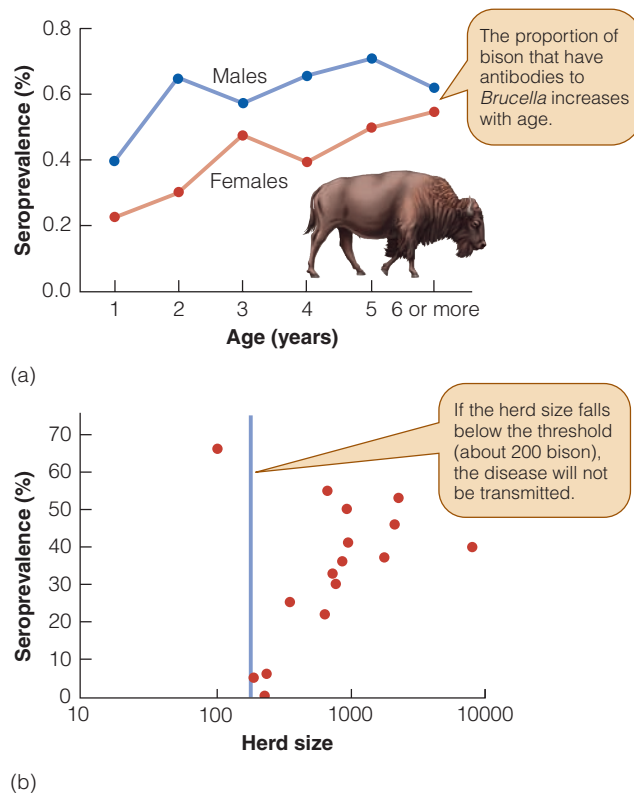 0.8
0.6
0.4
0.2
0.0
Seroprevalence (%)
Males
Females
The proportion of
bison that have
antibodies to
Brucella increases
with age.
1 2 3 4 5 6 or more
Age (years)
(a)
70
60
50
40
30
20
10
0
Seroprevalence (%)
If the herd size falls
below the threshold
(about 200 bison),
the disease will not
be transmitted.
10 100 1000 10000
Herd size
(b)